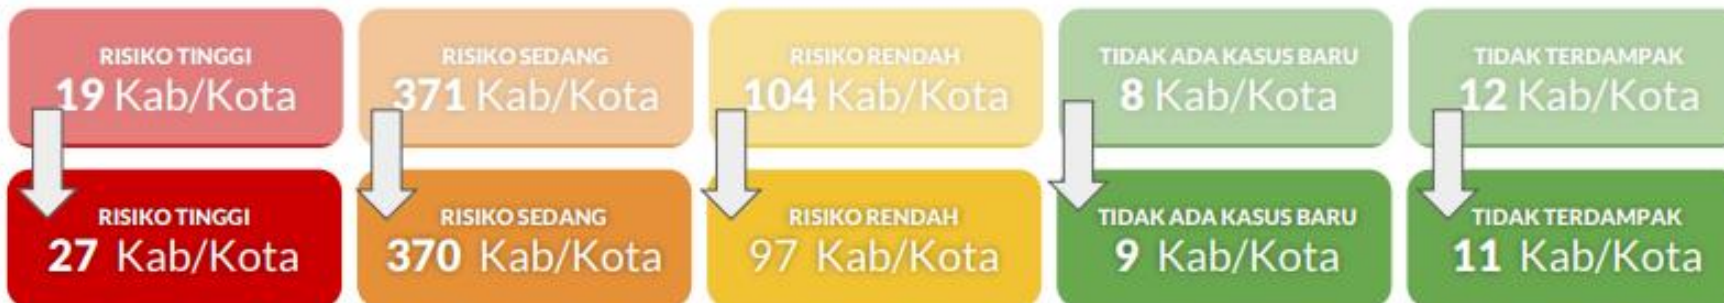 RISIKO TINGGI
19 Kab/Kota
RISIKO SEDANG
371 Kab/Kota
RISIKO RENDAH
104 Kab/Kota
TIDAK ADA KASUS BARU
8 Kab/Kota
TIDAK TERDAMPAK
12 Kab/Kota
RISIKO TINGGI
27 Kab/Kota
RISIKO SEDANG
370 Kab/Kota
RISIKO RENDAH
97 Kab/Kota
TIDAK ADA KASUS BARU
9 Kab/Kota
TIDAK TERDAMPAK
11 Kab/Kota